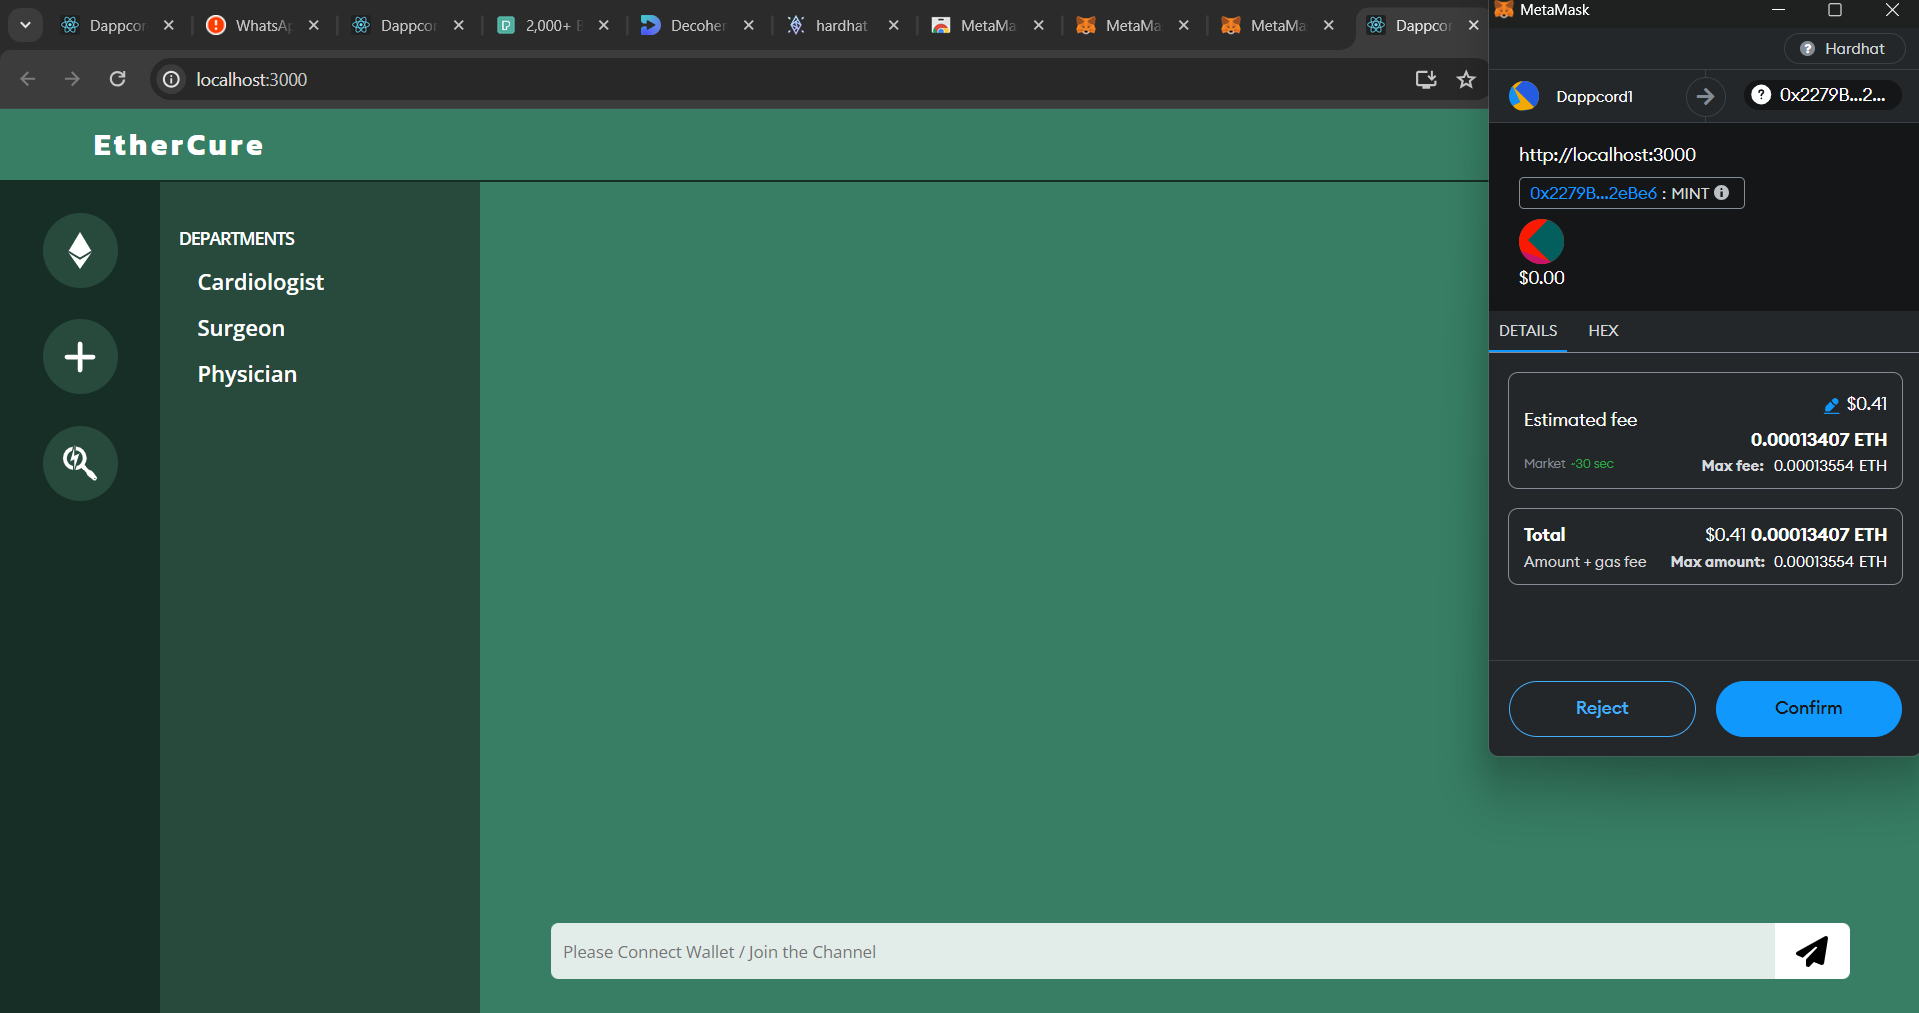 Dappcor
WhatsAp
Dappcor
2,000+ B
Decoher
hardhat
MetaMa
MetaMa
MetaMa
Dappco
MetaMask
localhost:3000
Hardhat
Dappcord1
0x2279B...2...
EtherCure
http://localhost:3000
0x2279B...2eBe6 : MINT
$0.00
DEPARTMENTS
Cardiologist
Surgeon
Physician
DETAILS HEX
Estimated fee
$0.41
0.00013407 ETH
Market ~30 sec
Max fee: 0.00013554 ETH
Total $0.41 0.00013407 ETH
Amount + gas fee Max amount: 0.00013554 ETH
Reject Confirm
Please Connect Wallet / Join the Channel